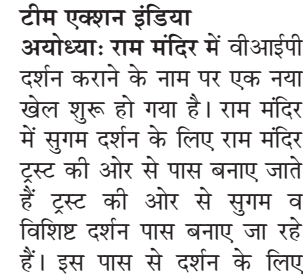 टीम एक्शन इंडिया
अयोध्याः राम मंदिर में वीआईपी
दर्शन कराने के नाम पर एक नया
खेल शुरू हो गया है। राम मंदिर
में सुगम दर्शन के लिए राम मंदिर
ट्रस्ट की ओर से पास बनाए जाते
हैं ट्रस्ट की ओर से सुगम व
विशिष्ट दर्शन पास बनाए जा रहे
हैं। इस पास से दर्शन के लिए